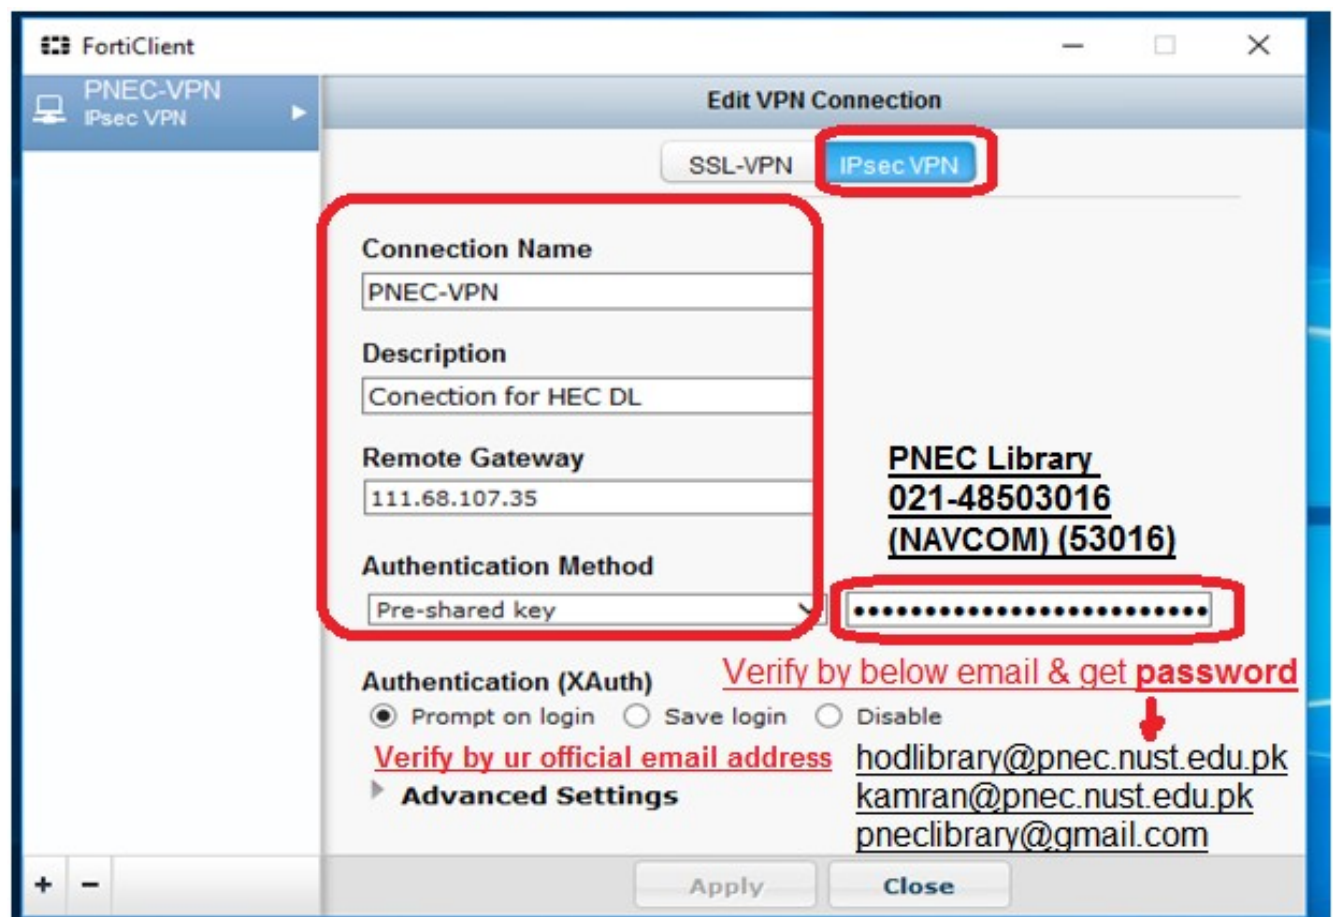 FortiClient
PNEC-VPN
IPsec VPN
Edit VPN Connection
SSL-VPN
IPsec VPN
Connection Name
PNEC-VPN
Description
Conection for HEC DL
Remote Gateway
111.68.107.35
PNEC Library
021-48503016
(NAVCOM) (53016)
Authentication Method
Pre-shared key
••••••••••••••••••••••••••
Verify by below email & get password
Authentication (XAuth)
Prompt on login Save login Disable
Verify by ur official email address
hodlibrary@pnec.nust.edu.pk
Advanced Settings
kamran@pnec.nust.edu.pk
pneclibrary@gmail.com
+ −
Apply
Close